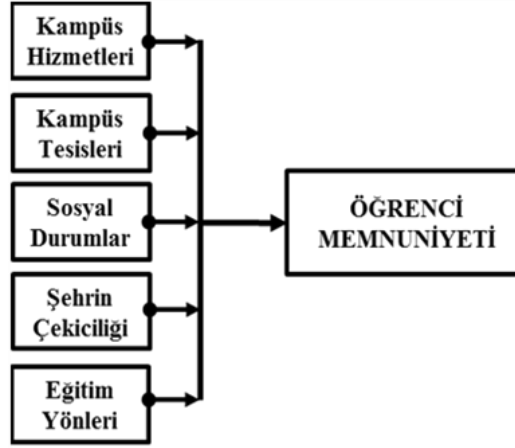 Kampüs
Hizmetleri
Kampüs
Tesisleri
Sosyal
Durumlar
Şehrin
Çekiciliği
Eğitim
Yönleri
ÖĞRENCİ
MEMNUNİYETİ